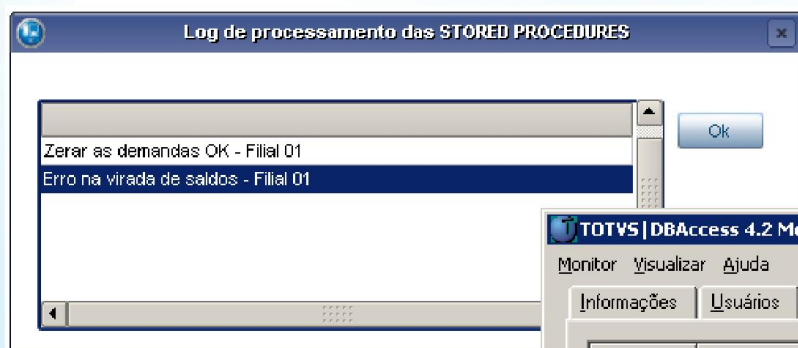 Log de processamento das STORED PROCEDURES
Ok
Zerar as demandas OK - Filial 01
Erro na virada de saldos - Filial 01
TOTVS | DBAccess 4.2
Monitor Visualizar Ajuda
Informações Usuários